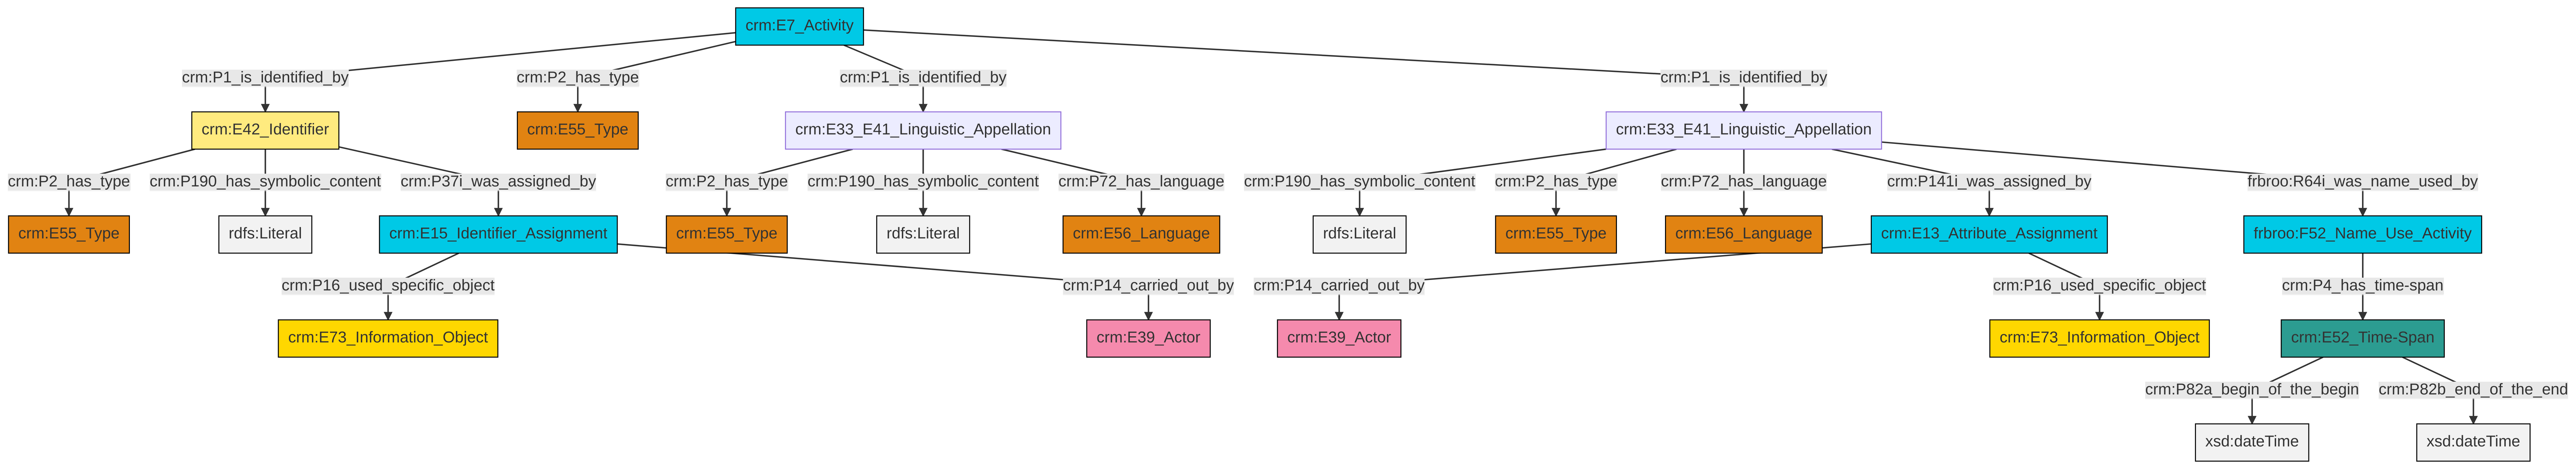 crm:E7_Activity
crm:P1_is_identified_by
crm:P2_has_type
crm:P1_is_identified_by
crm:P1_is_identified_by
crm:E42_Identifier
crm:E55_Type
crm:E33_E41_Linguistic_Appellation
crm:E33_E41_Linguistic_Appellation
crm:P2_has_type
crm:P190_has_symbolic_content
crm:P37i_was_assigned_by
crm:P2_has_type
crm:P190_has_symbolic_content
crm:P72_has_language
crm:P190_has_symbolic_content
crm:P2_has_type
crm:P72_has_language
crm:P141i_was_assigned_by
frbroo:R64i_was_name_used_by
crm:E55_Type
rdfs:Literal
crm:E15_Identifier_Assignment
crm:E55_Type
rdfs:Literal
crm:E56_Language
rdfs:Literal
crm:E55_Type
crm:E56_Language
crm:E13_Attribute_Assignment
frbroo:F52_Name_Use_Activity
crm:P16_used_specific_object
crm:P14_carried_out_by
crm:P14_carried_out_by
crm:P16_used_specific_object
crm:P4_has_time-span
crm:E73_Information_Object
crm:E39_Actor
crm:E39_Actor
crm:E73_Information_Object
crm:E52_Time-Span
crm:P82a_begin_of_the_begin
crm:P82b_end_of_the_end
xsd:dateTime
xsd:dateTime